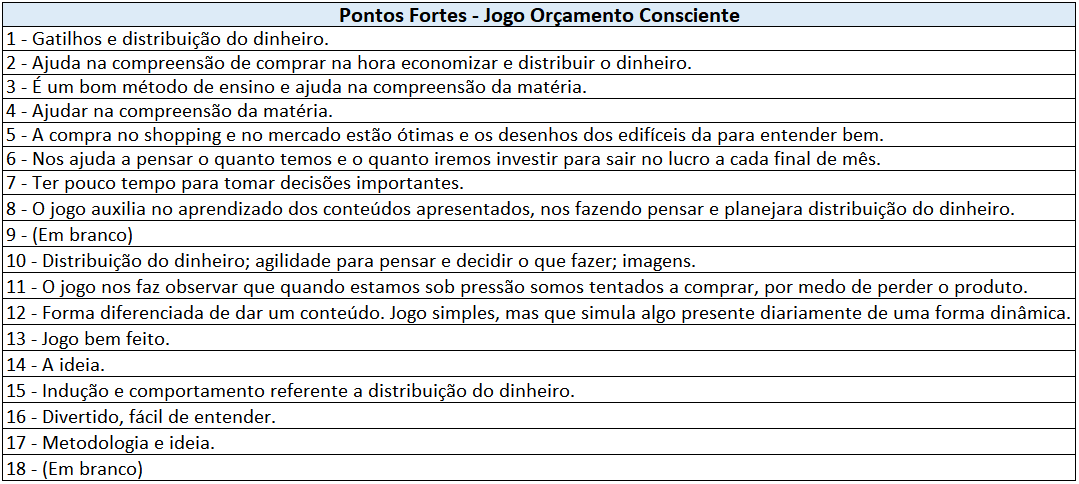 Pontos Fortes - Jogo Orçamento Consciente
1 - Gatilhos e distribuição do dinheiro.
2 - Ajuda na compreensão de comprar na hora economizar e distribuir o dinheiro.
3 - É um bom método de ensino e ajuda na compreensão da matéria.
4 - Ajudar na compreensão da matéria.
5 - A compra no shopping e no mercado estão ótimas e os desenhos dos edifíceis da para entender bem.
6 - Nos ajuda a pensar o quanto temos e o quanto iremos investir para sair no lucro a cada final de mês.
7 - Ter pouco tempo para tomar decisões importantes.
8 - O jogo auxilia no aprendizado dos conteúdos apresentados, nos fazendo pensar e planejara distribuição do dinheiro.
9 - (Em branco)
10 - Distribuição do dinheiro; agilidade para pensar e decidir o que fazer; imagens.
11 - O jogo nos faz observar que quando estamos sob pressão somos tentados a comprar, por medo de perder o produto.
12 - Forma diferenciada de dar um conteúdo. Jogo simples, mas que simula algo presente diariamente de uma forma dinâmica.
13 - Jogo bem feito.
14 - A ideia.
15 - Indução e comportamento referente a distribuição do dinheiro.
16 - Divertido, fácil de entender.
17 - Metodologia e ideia.
18 - (Em branco)